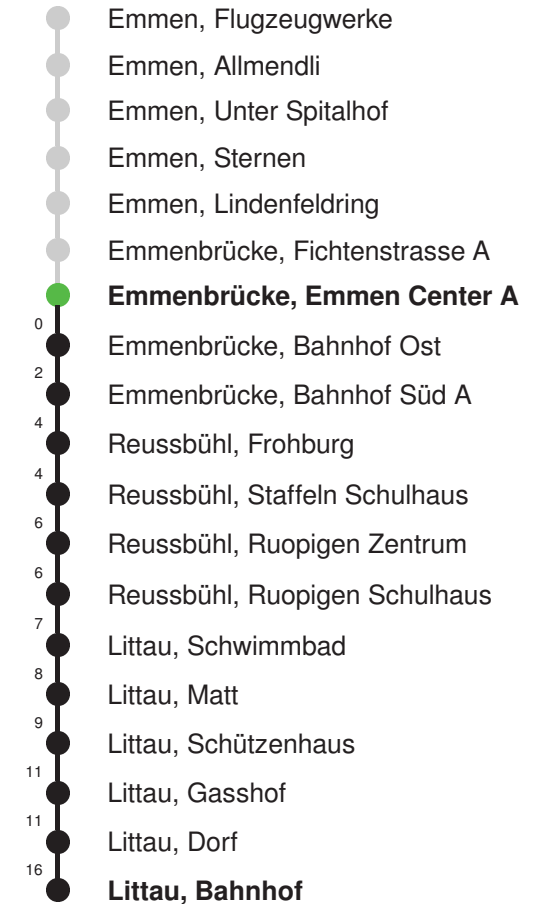 Emmen, Flugzeugwerke
Emmen, Allmendli
Emmen, Unter Spitalhof
Emmen, Sternen
Emmen, Lindenfeldring
Emmenbrücke, Fichtenstrasse A
Emmenbrücke, Emmen Center A
0
Emmenbrücke, Bahnhof Ost
2
Emmenbrücke, Bahnhof Süd A
4
Reussbühl, Frohburg
4
Reussbühl, Staffeln Schulhaus
6
Reussbühl, Ruopigen Zentrum
6
Reussbühl, Ruopigen Schulhaus
7
Littau, Schwimmbad
8
Littau, Matt
9
Littau, Schützenhaus
11
Littau, Gasshof
11
Littau, Dorf
16
Littau, Bahnhof